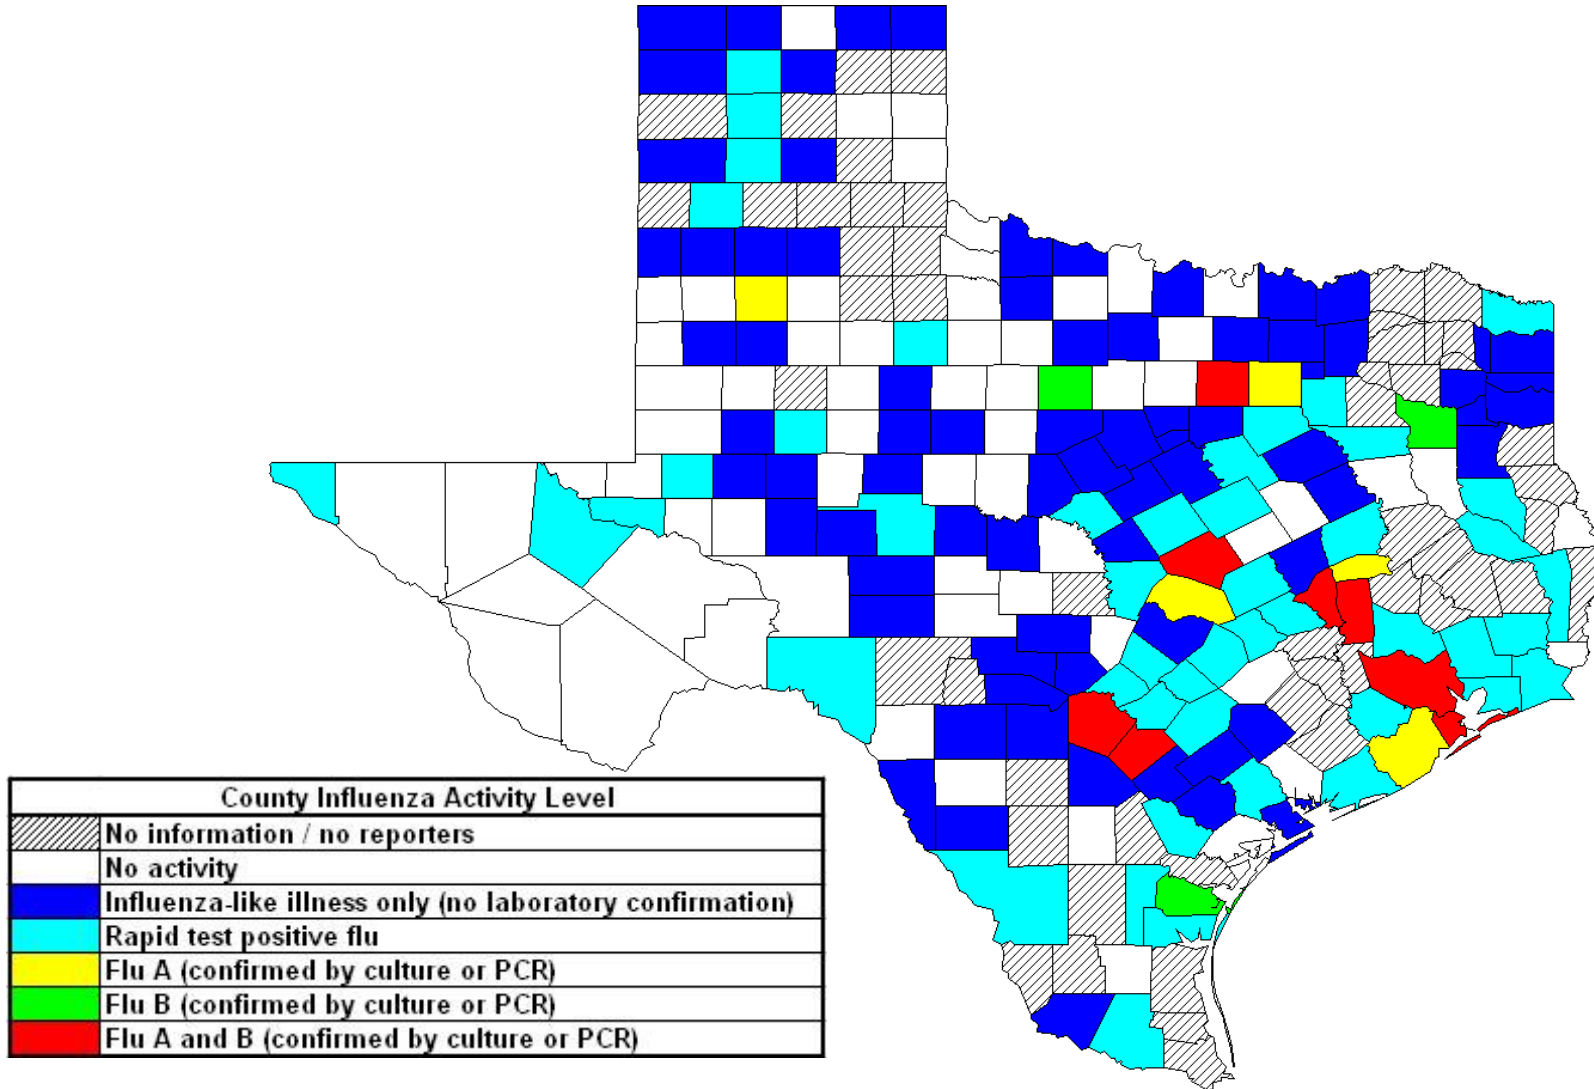 County Influenza Activity Level
No information / no reporters
No activity
Influenza-like illness only (no laboratory confirmation)
Rapid test positive flu
Flu A (confirmed by culture or PCR)
Flu B (confirmed by culture or PCR)
Flu A and B (confirmed by culture or PCR)